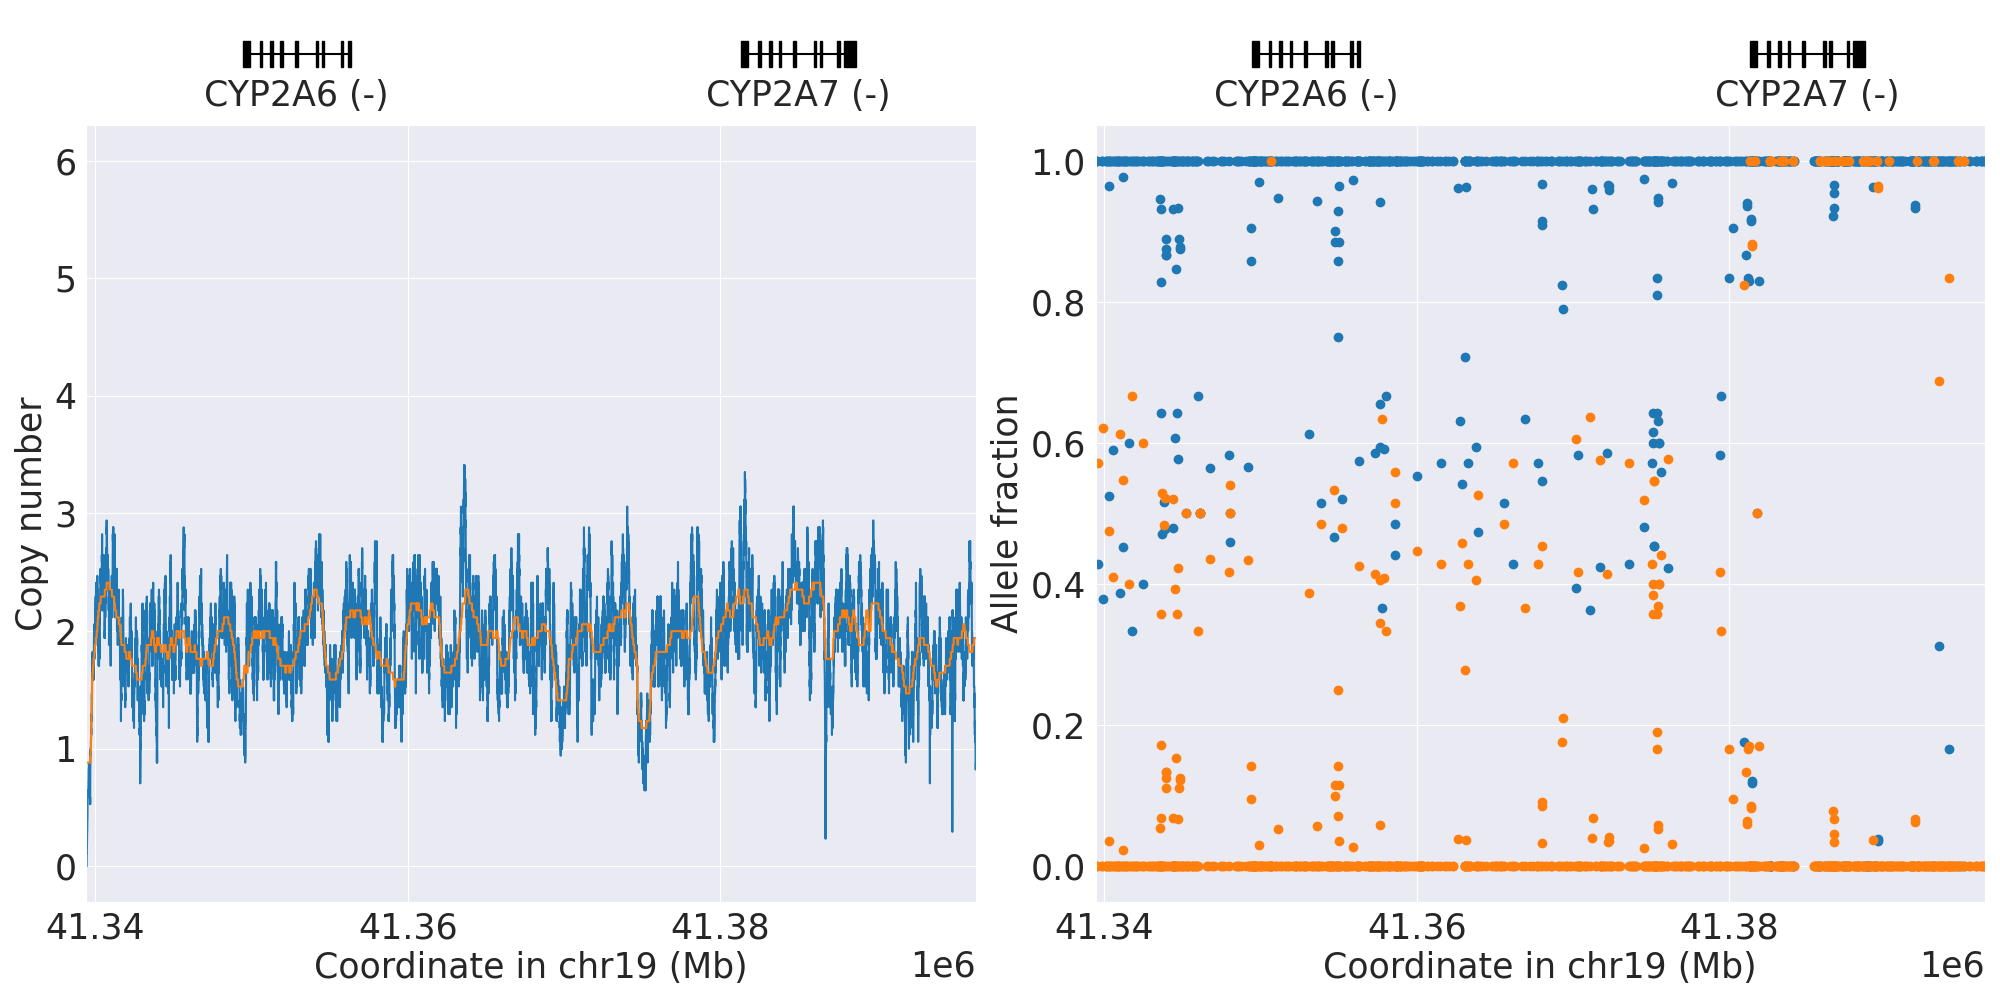 CYP2A6 (-) CYP2A7 (-)
6
5
4
3
2
1
0
Copy number
41.34 41.36 41.38
Coordinate in chr19 (Mb) 1e6
CYP2A6 (-) CYP2A7 (-)
1.0
0.8
0.6
0.4
0.2
0.0
Allele fraction
41.34 41.36 41.38
Coordinate in chr19 (Mb) 1e6